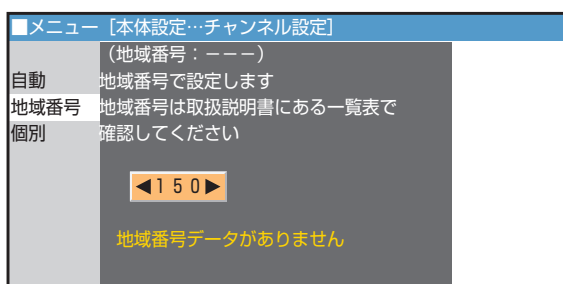 ■メニュー [本体設定…チャンネル設定]
(地域番号：－－－)
自動 地域番号で設定します
地域番号 地域番号は取扱説明書にある一覧表で
個別 確認してください
◀150▶
地域番号データがありません